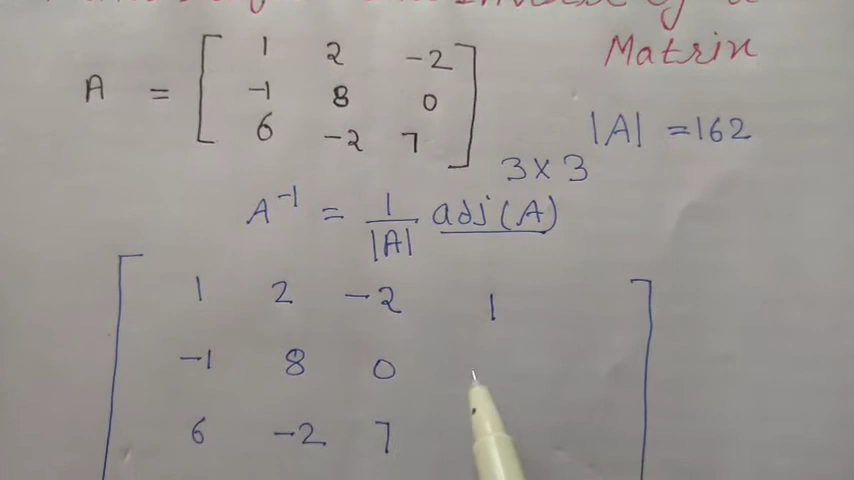 Matrix
A = [ 1 2 -2
-1 8 0
6 -2 7 ] 3 x 3
|A| = 162
A⁻¹ = 1/|A| adj(A)
1 2 -2 1
-1 8 0
6 -2 7